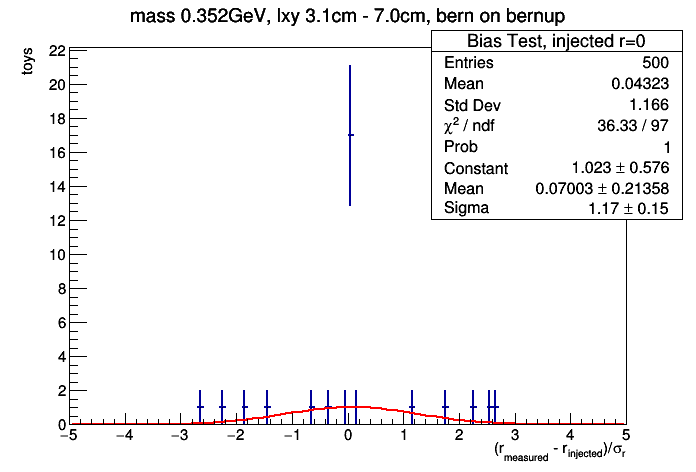 mass 0.352GeV, lxy 3.1cm - 7.0cm, bern on bernup
toys
22
20
18
16
14
12
10
8
6
4
2
0
Bias Test, injected r=0
Entries 500
Mean 0.04323
Std Dev 1.166
χ² / ndf 36.33 / 97
Prob 1
Constant 1.023 ± 0.576
Mean 0.07003 ± 0.21358
Sigma 1.17 ± 0.15
−5 −4 −3 −2 −1 0 1 2 3 4 5
(r_measured - r_injected)/σ_r